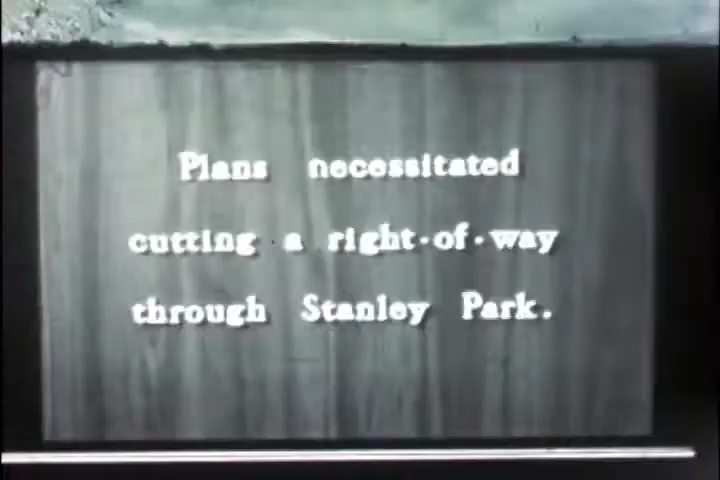 Plans necessitated
cutting a right-of-way
through Stanley Park.